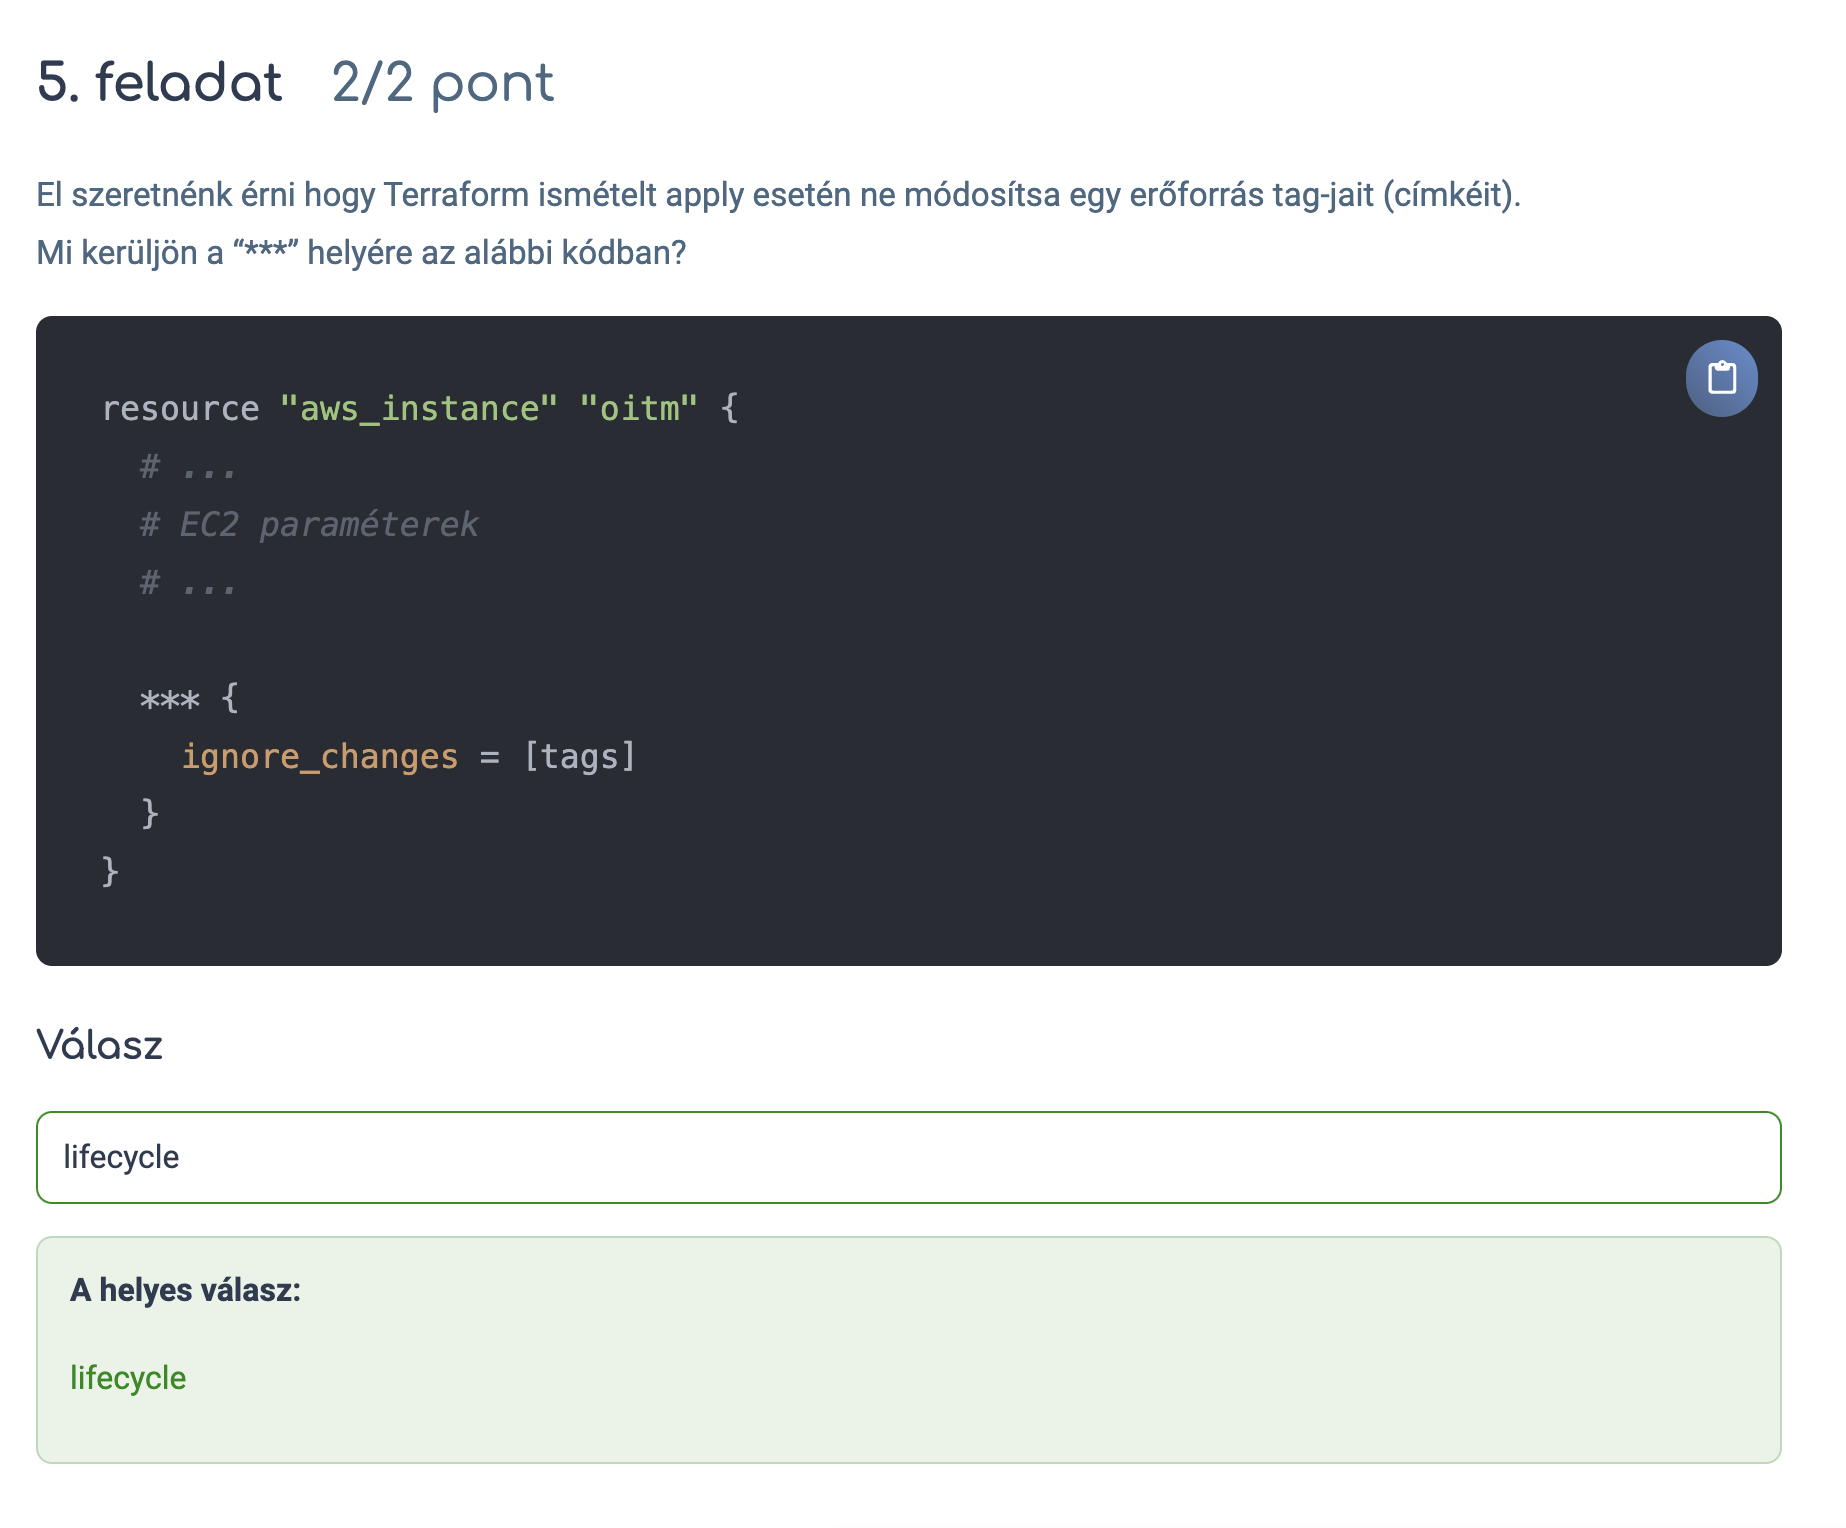 5. feladat 2/2 pont
El szeretnénk érni hogy Terraform ismételt apply esetén ne módosítsa egy erőforrás tag-jait (címkéit).
Mi kerüljön a “***” helyére az alábbi kódban?
resource "aws_instance" "oitm" {
  # ...
  # EC2 paraméterek
  # ...

  *** {
    ignore_changes = [tags]
  }
}
Válasz
lifecycle
A helyes válasz:
lifecycle